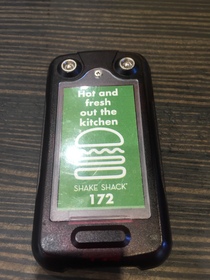 Hot and
fresh
out the
kitchen
SHAKE SHACK
172